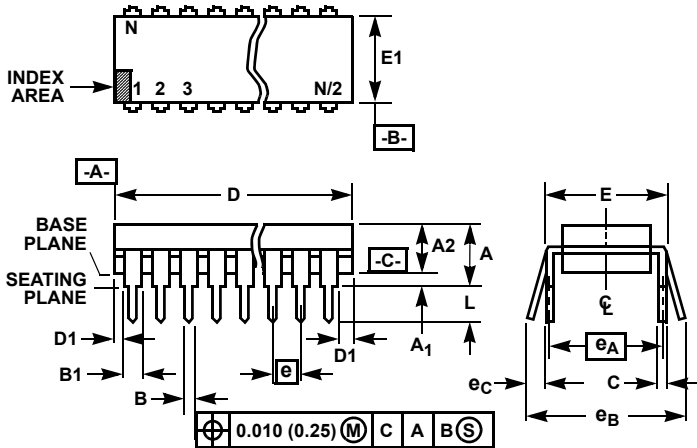 N
E1
INDEX
AREA
1 2 3 N/2
-B-
-A-
D
E
BASE
PLANE
A2
A
-C-
SEATING
PLANE
L
℄
D1
A1
D1
eA
B1
e
eC
C
B
eB
⌖ 0.010 (0.25) Ⓜ C A B Ⓢ